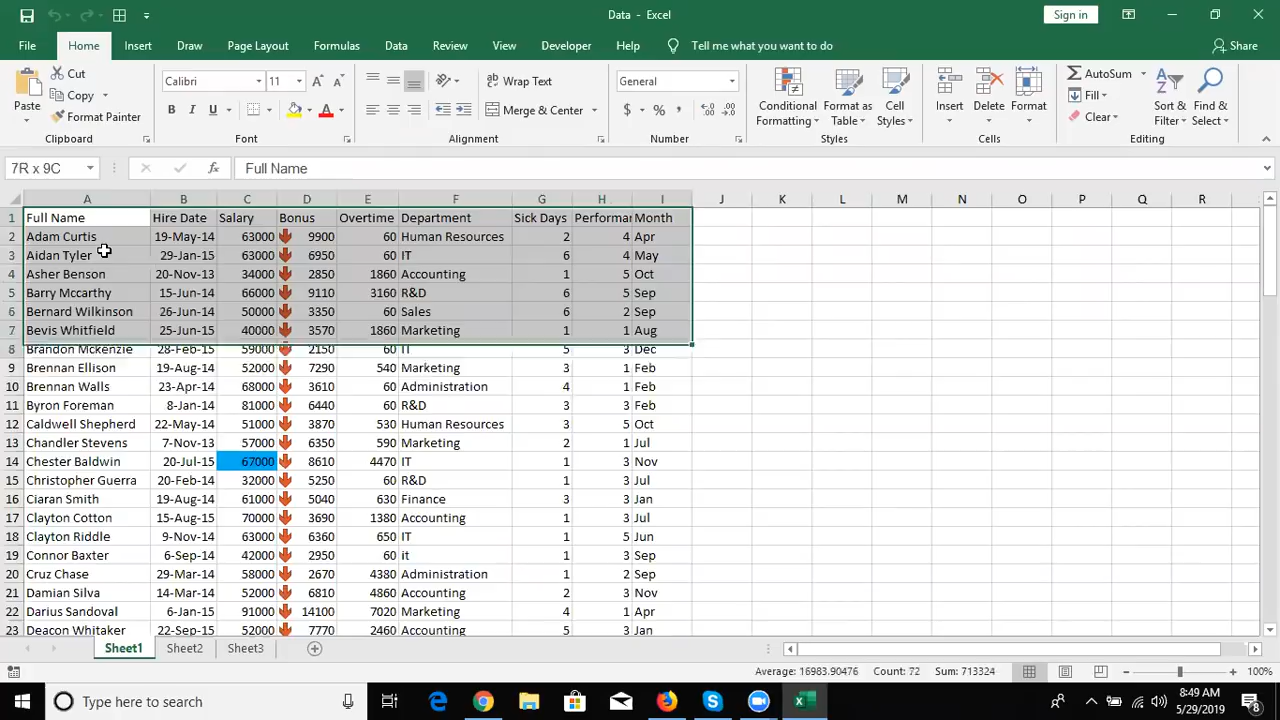 Data - Excel
Sign in
File Home Insert Draw Page Layout Formulas Data Review View Developer Help Tell me what you want to do Share
Paste Cut Copy Format Painter Clipboard
Calibri 11 B I U Font
Wrap Text Merge & Center Alignment
General $ % , Number
Conditional Formatting Format as Table Cell Styles Styles
Insert Delete Format Cells
AutoSum Fill Clear Sort & Filter Find & Select Editing
7R x 9C fx Full Name
A B C D E F G H I J K L M N O P Q R
1 Full Name Hire Date Salary Bonus Overtime Department Sick Days Performar Month
2 Adam Curtis 19-May-14 63000 9900 60 Human Resources 2 4 Apr
3 Aidan Tyler 29-Jan-15 63000 6950 60 IT 6 4 May
4 Asher Benson 20-Nov-13 34000 2850 1860 Accounting 1 5 Oct
5 Barry Mccarthy 15-Jun-14 66000 9110 3160 R&D 6 5 Sep
6 Bernard Wilkinson 26-Jun-14 50000 3350 60 Sales 6 2 Sep
7 Bevis Whitfield 25-Jun-15 40000 3570 1860 Marketing 1 1 Aug
8 Brandon Mckenzie 28-Feb-15 59000 2150 60 IT 5 3 Dec
9 Brennan Ellison 19-Aug-14 52000 7290 540 Marketing 3 1 Feb
10 Brennan Walls 23-Apr-14 68000 3610 60 Administration 4 1 Feb
11 Byron Foreman 8-Jan-14 81000 6440 60 R&D 3 3 Feb
12 Caldwell Shepherd 22-May-14 51000 3870 530 Human Resources 3 5 Oct
13 Chandler Stevens 7-Nov-13 57000 6350 590 Marketing 2 1 Jul
14 Chester Baldwin 20-Jul-15 67000 8610 4470 IT 1 3 Nov
15 Christopher Guerra 20-Feb-14 32000 5250 60 R&D 1 3 Jul
16 Ciaran Smith 19-Aug-14 61000 5040 630 Finance 3 3 Jan
17 Clayton Cotton 15-Aug-15 70000 3690 1380 Accounting 1 3 Jul
18 Clayton Riddle 9-Nov-14 63000 6360 650 IT 1 5 Jun
19 Connor Baxter 6-Sep-14 42000 2950 60 it 1 3 Sep
20 Cruz Chase 29-Mar-14 58000 2670 4380 Administration 1 2 Sep
21 Damian Silva 14-Mar-14 52000 6810 4860 Accounting 2 3 Nov
22 Darius Sandoval 6-Jan-15 91000 14100 7020 Marketing 4 1 Apr
23 Deacon Whitaker 22-Sep-15 52000 7770 2460 Accounting 5 3 Jan
Sheet1 Sheet2 Sheet3
Average: 16983.90476 Count: 72 Sum: 713324 100%
Type here to search
8:49 AM
5/29/2019
8